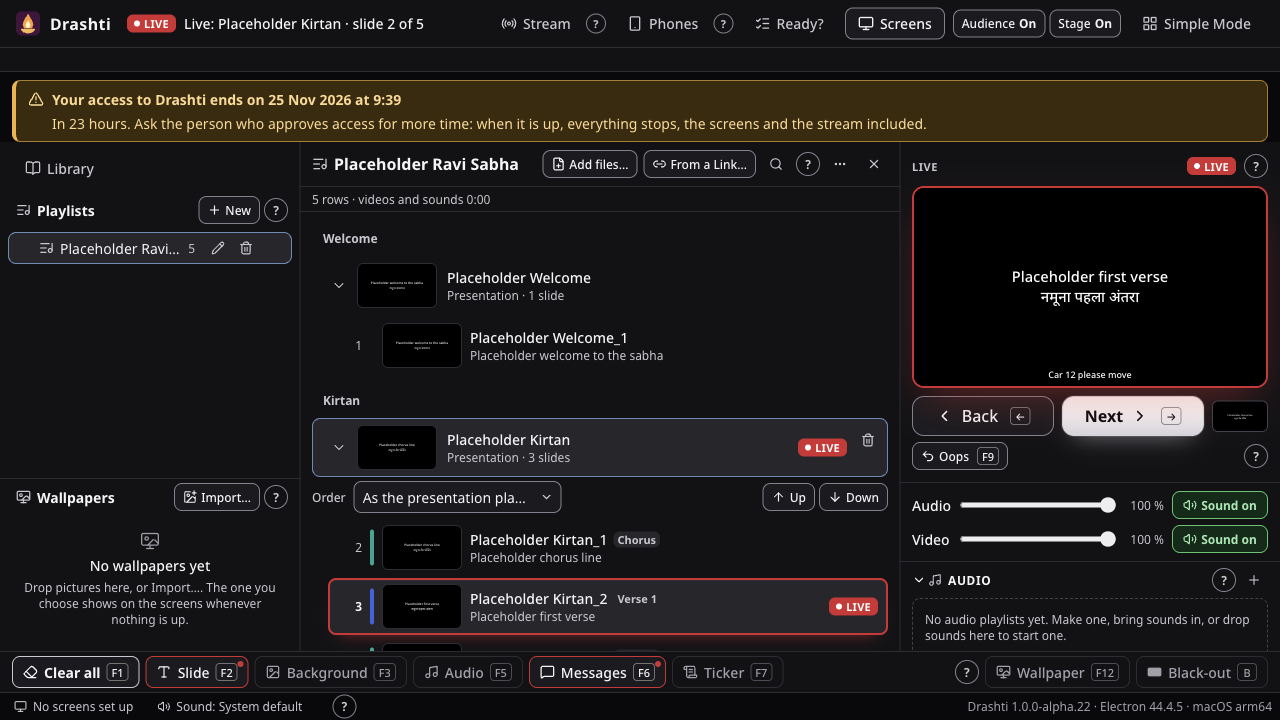 Drashti
LIVE
Live: Placeholder Kirtan · slide 2 of 5
Stream
?
Phones
?
Ready?
Screens
Audience On
Stage On
Simple Mode
Your access to Drashti ends on 25 Nov 2026 at 9:39
In 23 hours. Ask the person who approves access for more time: when it is up, everything stops, the screens and the stream included.
Library
Playlists
New
?
Placeholder Ravi... 5
Wallpapers
Import...
?
No wallpapers yet
Drop pictures here, or Import.... The one you
choose shows on the screens whenever
nothing is up.
Placeholder Ravi Sabha
Add files...
From a Link...
?
5 rows · videos and sounds 0:00
Welcome
Placeholder Welcome
Presentation · 1 slide
1
Placeholder Welcome_1
Placeholder welcome to the sabha
Kirtan
Placeholder Kirtan
Presentation · 3 slides
LIVE
Order
As the presentation pla...
Up
Down
2
Placeholder Kirtan_1 Chorus
Placeholder chorus line
3
Placeholder Kirtan_2 Verse 1
Placeholder first verse
LIVE
LIVE
LIVE
?
Placeholder first verse
नमूना पहला अंतरा
Car 12 please move
Back
Next
Oops F9
?
Audio 100 % Sound on
Video 100 % Sound on
AUDIO
?
No audio playlists yet. Make one, bring sounds in, or drop
sounds here to start one.
Clear all F1
Slide F2
Background F3
Audio F5
Messages F6
Ticker F7
?
Wallpaper F12
Black-out B
No screens set up
Sound: System default
?
Drashti 1.0.0-alpha.22 · Electron 44.4.5 · macOS arm64